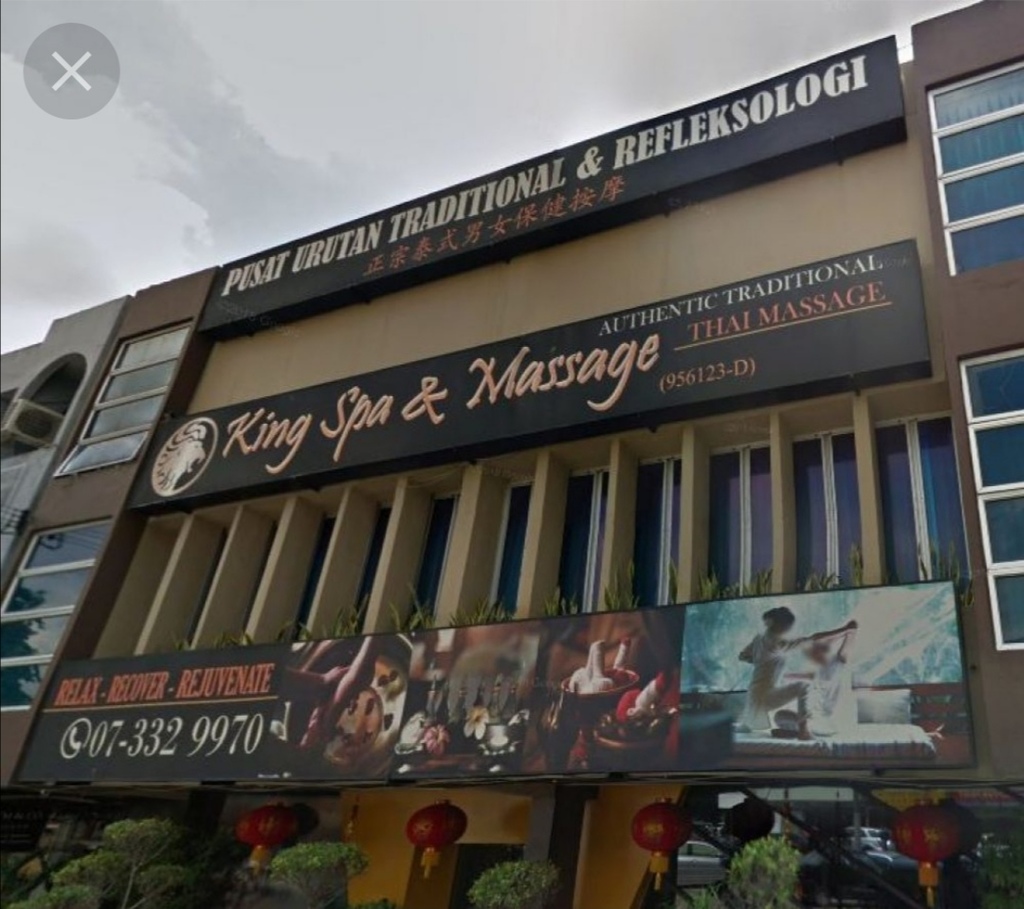 PUSAT URUTAN TRADITIONAL & REFLEKSOLOGI
正宗泰式男女保健按摩
King Spa & Massage
AUTHENTIC TRADITIONAL
THAI MASSAGE
(956123-D)
RELAX - RECOVER - REJUVENATE
07-332 9970